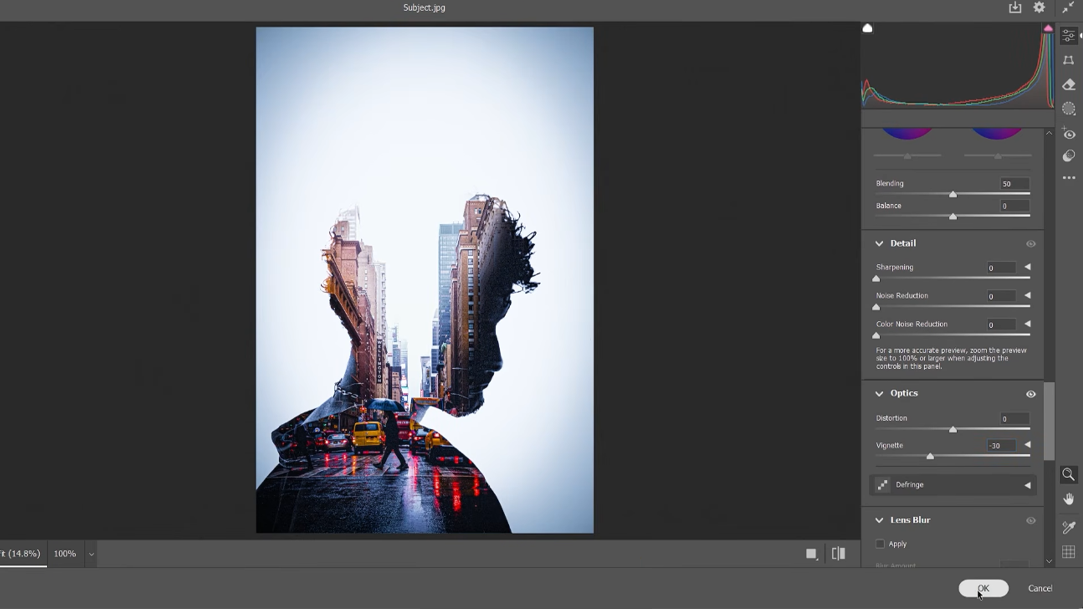 Subject.jpg
Blending
50
Balance
0
Detail
Sharpening
0
Noise Reduction
0
Color Noise Reduction
0
For a more accurate preview, zoom the preview
size to 100% or larger when adjusting the
controls in this panel.
Optics
Distortion
0
Vignette
-30
Defringe
Lens Blur
Apply
(14.8%)
100%
OK
Cancel